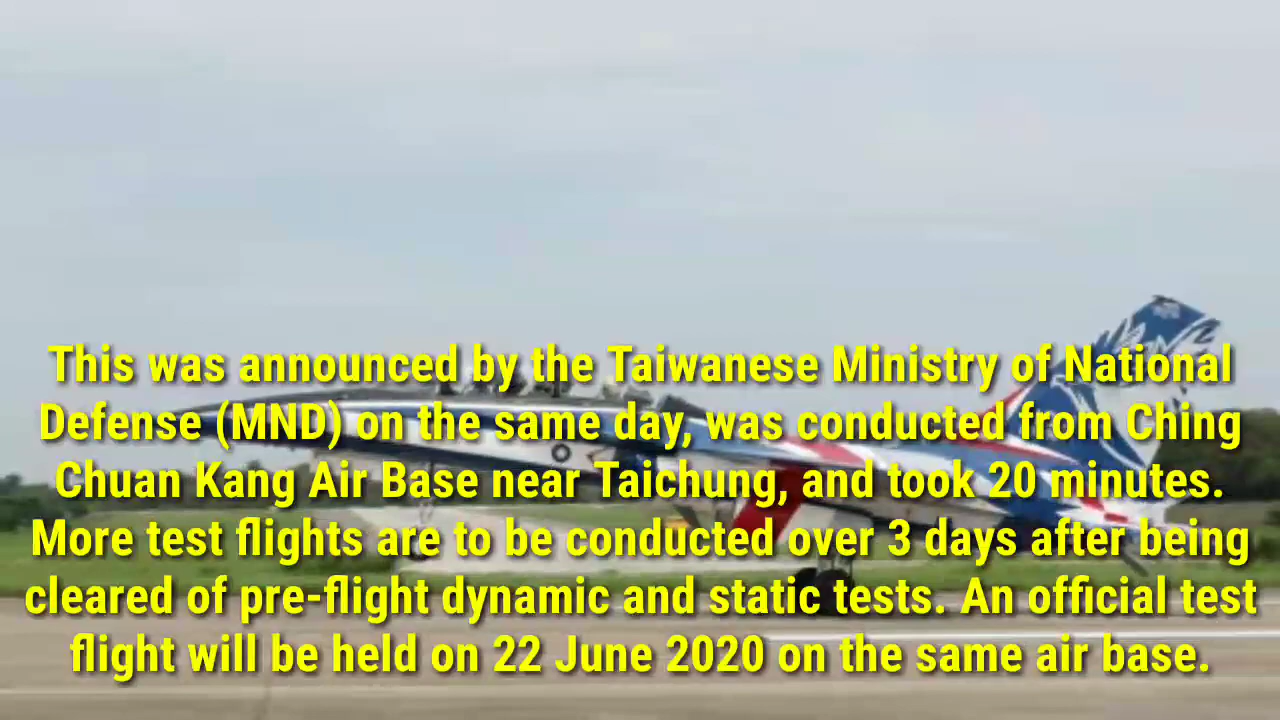 This was announced by the Taiwanese Ministry of National
Defense (MND) on the same day, was conducted from Ching
Chuan Kang Air Base near Taichung, and took 20 minutes.
More test flights are to be conducted over 3 days after being
cleared of pre-flight dynamic and static tests. An official test
flight will be held on 22 June 2020 on the same air base.